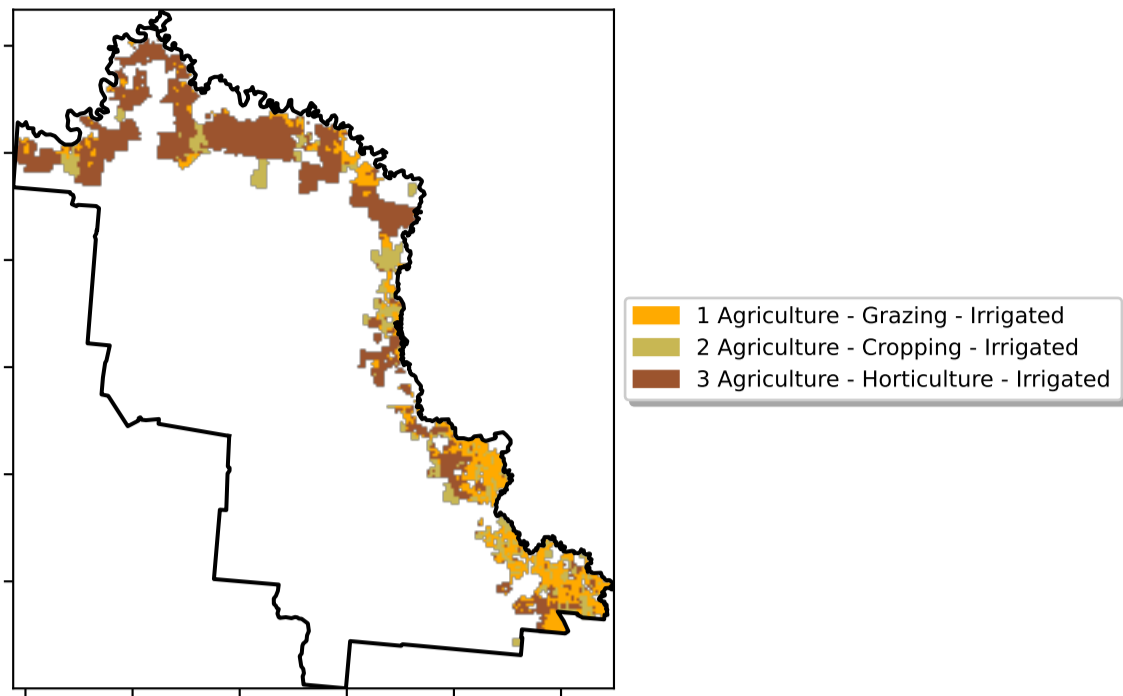 1 Agriculture - Grazing - Irrigated
2 Agriculture - Cropping - Irrigated
3 Agriculture - Horticulture - Irrigated